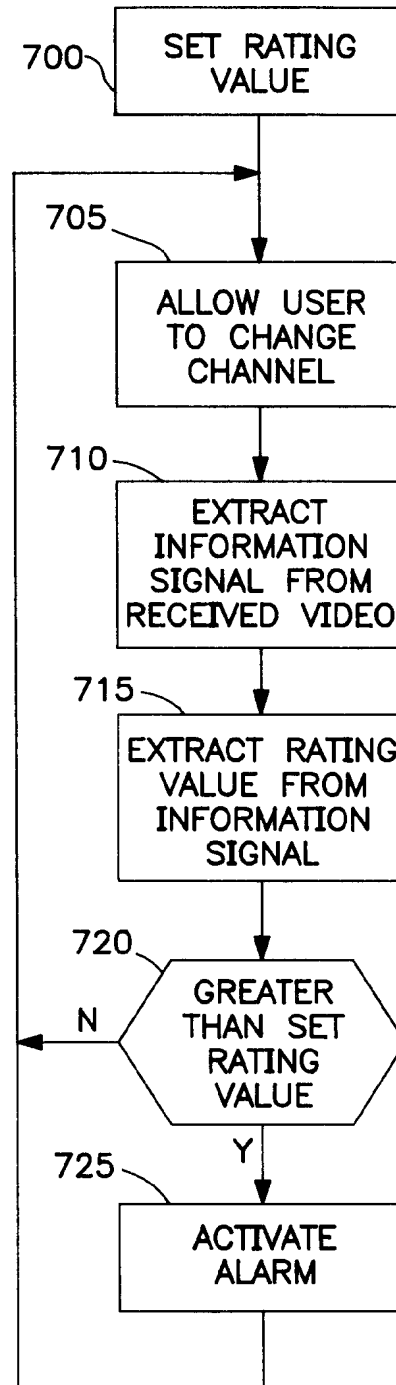 700
SET RATING
VALUE
705
ALLOW USER
TO CHANGE
CHANNEL
710
EXTRACT
INFORMATION
SIGNAL FROM
RECEIVED VIDEO
715
EXTRACT RATING
VALUE FROM
INFORMATION
SIGNAL
720
GREATER
THAN SET
RATING
VALUE
N
Y
725
ACTIVATE
ALARM